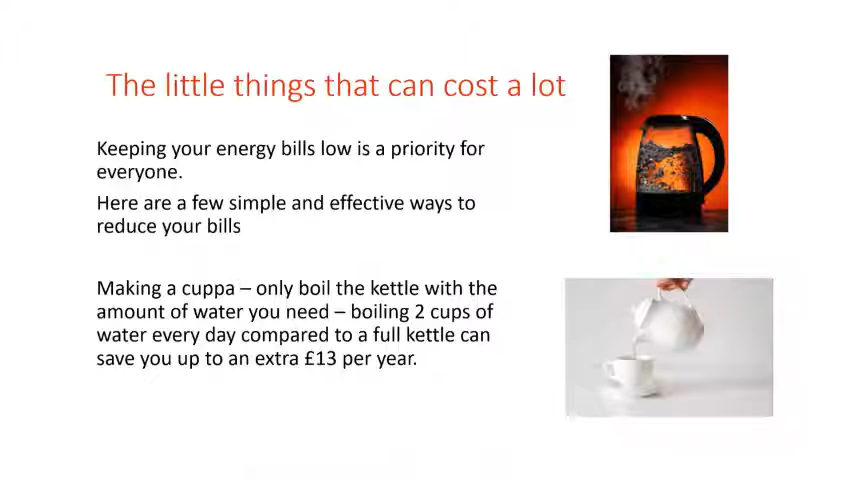 The little things that can cost a lot
Keeping your energy bills low is a priority for
everyone.
Here are a few simple and effective ways to
reduce your bills
Making a cuppa – only boil the kettle with the
amount of water you need – boiling 2 cups of
water every day compared to a full kettle can
save you up to an extra £13 per year.